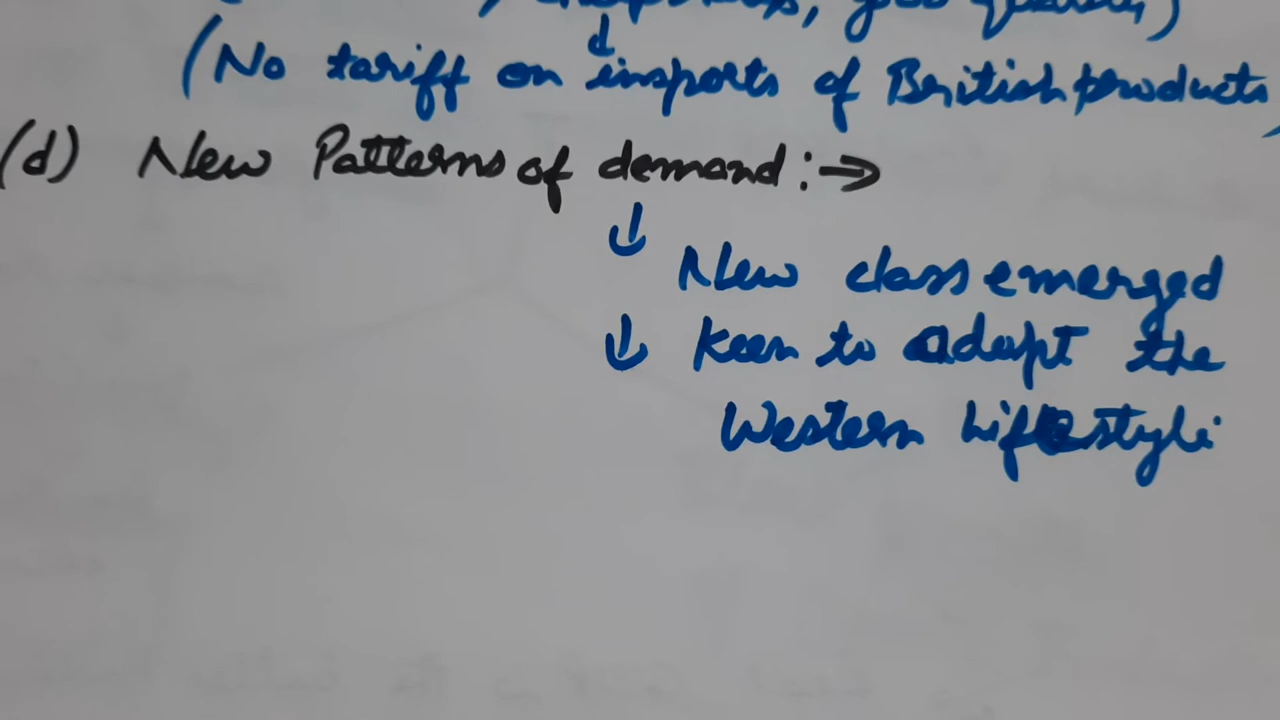 (No tariff on imports of British products
(d) New Patterns of demand :→
↓ New class emerged
↓ Keen to adapt the
Western Lifestyle